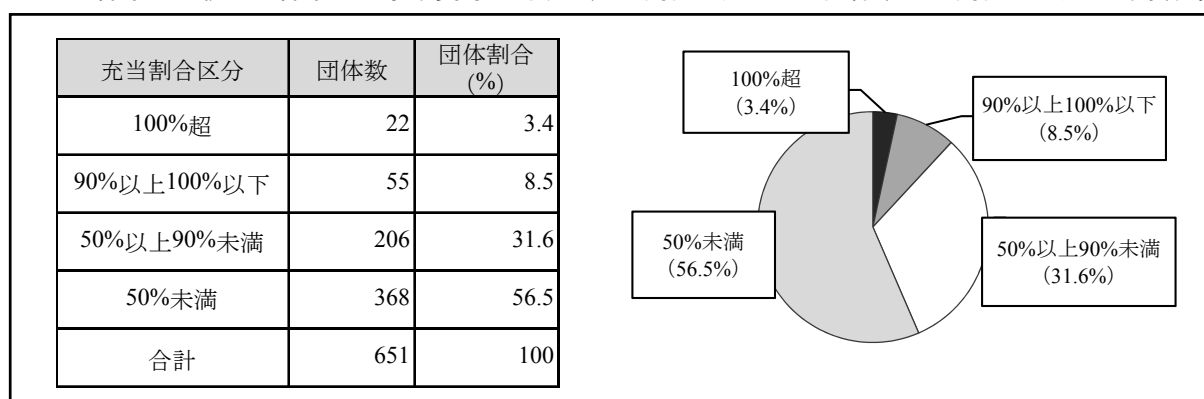 充当割合区分 団体数 団体割合
(%)
100%超 22 3.4
90%以上100%以下 55 8.5
50%以上90%未満 206 31.6
50%未満 368 56.5
合計 651 100
100%超
（3.4%）
90%以上100%以下
（8.5%）
50%未満
（56.5%）
50%以上90%未満
（31.6%）